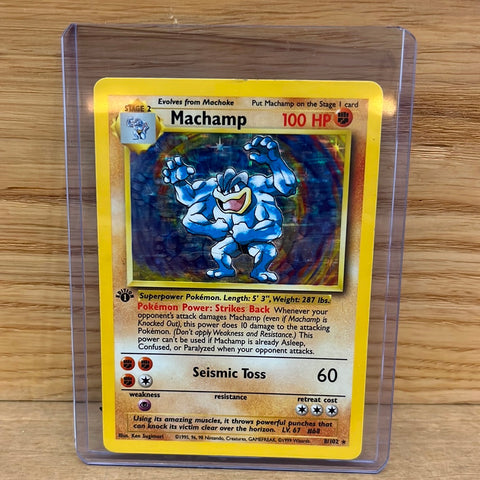 STAGE 2 Evolves from Machoke Put Machamp on the Stage 1 card
Machamp 100 HP
EDITION
1
Superpower Pokémon. Length: 5' 3", Weight: 287 lbs.
Pokémon Power: Strikes Back Whenever your
opponent's attack damages Machamp (even if Machamp is
Knocked Out), this power does 10 damage to the attacking
Pokémon. (Don't apply Weakness and Resistance.) This
power can't be used if Machamp is already Asleep,
Confused, or Paralyzed when your opponent attacks.
Seismic Toss 60
weakness resistance retreat cost
Using its amazing muscles, it throws powerful punches that
can knock its victim clear over the horizon. LV. 67 #68
Illus. Ken Sugimori ©1995, 96, 98 Nintendo, Creatures, GAMEFREAK. ©1999 Wizards. 8/102 ★